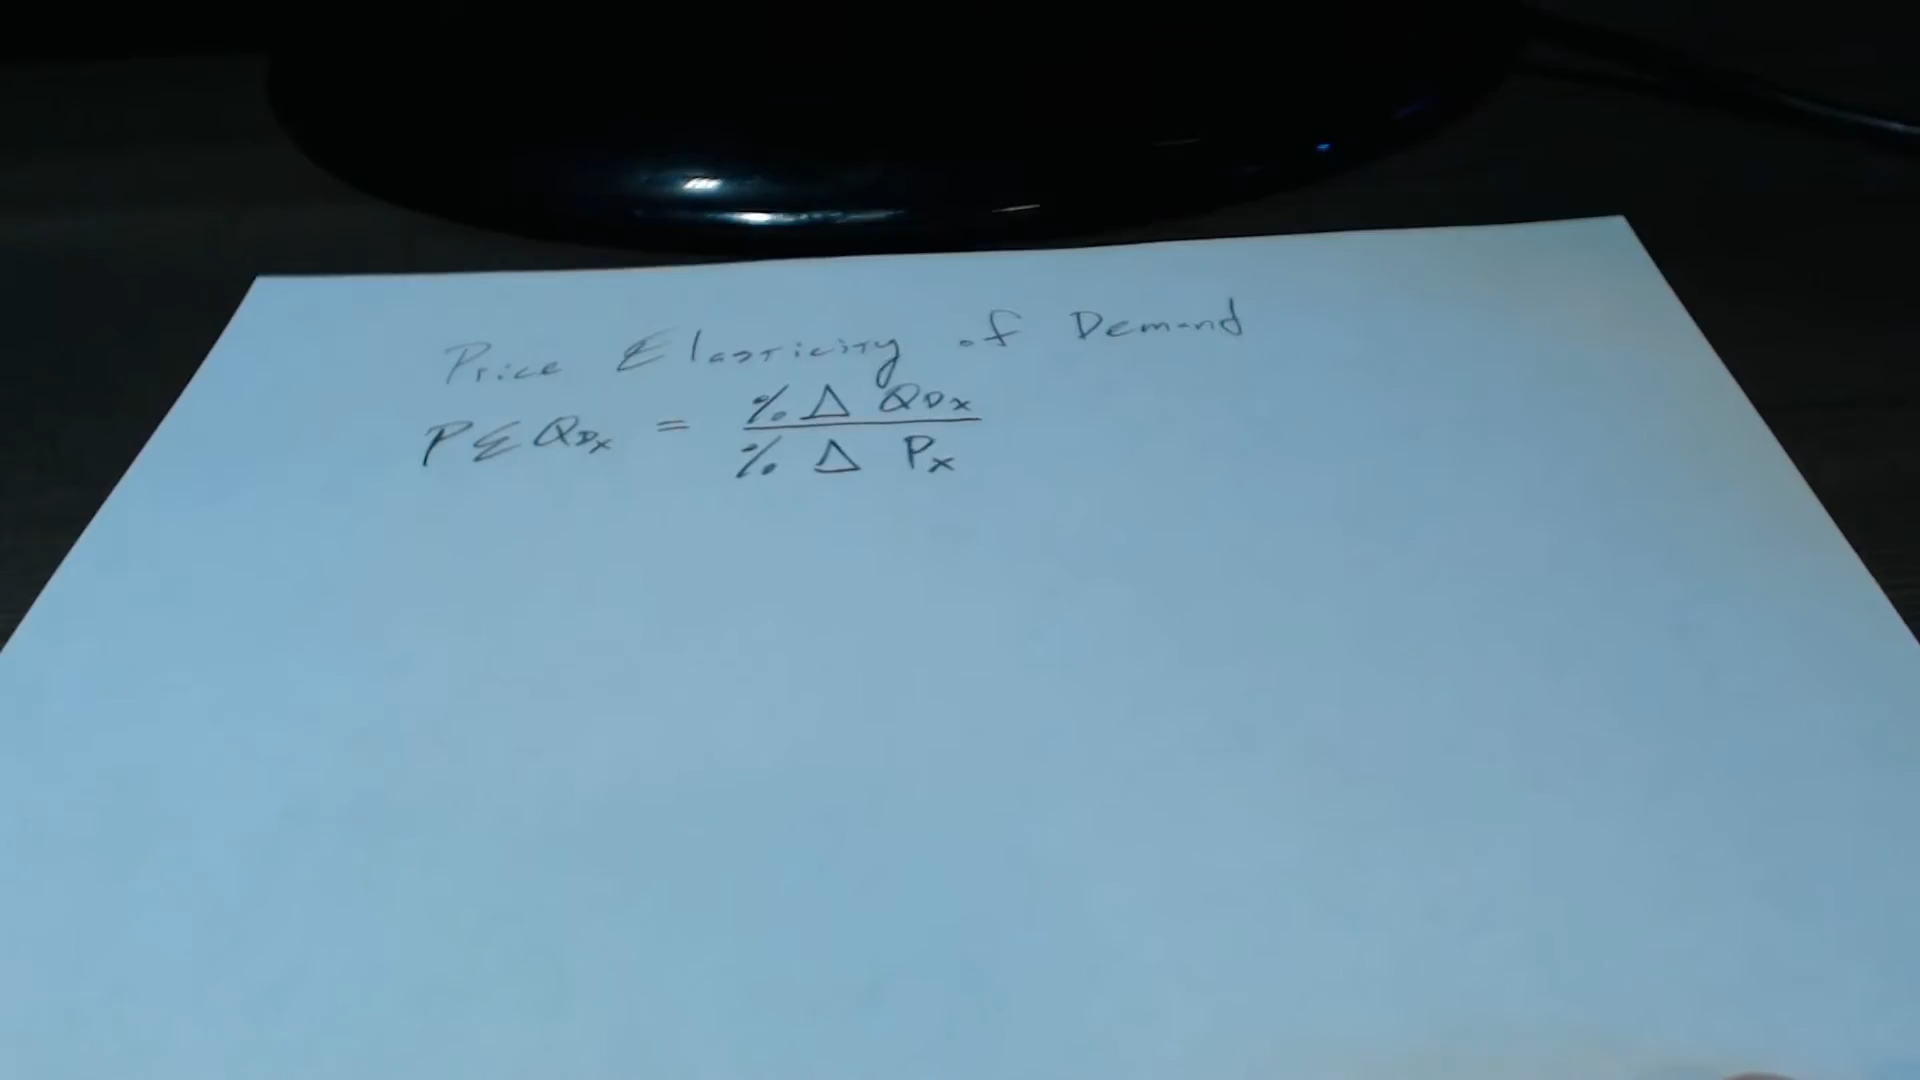 Price Elasticity of Demand
PEQDx = %Δ QDx
%Δ Px